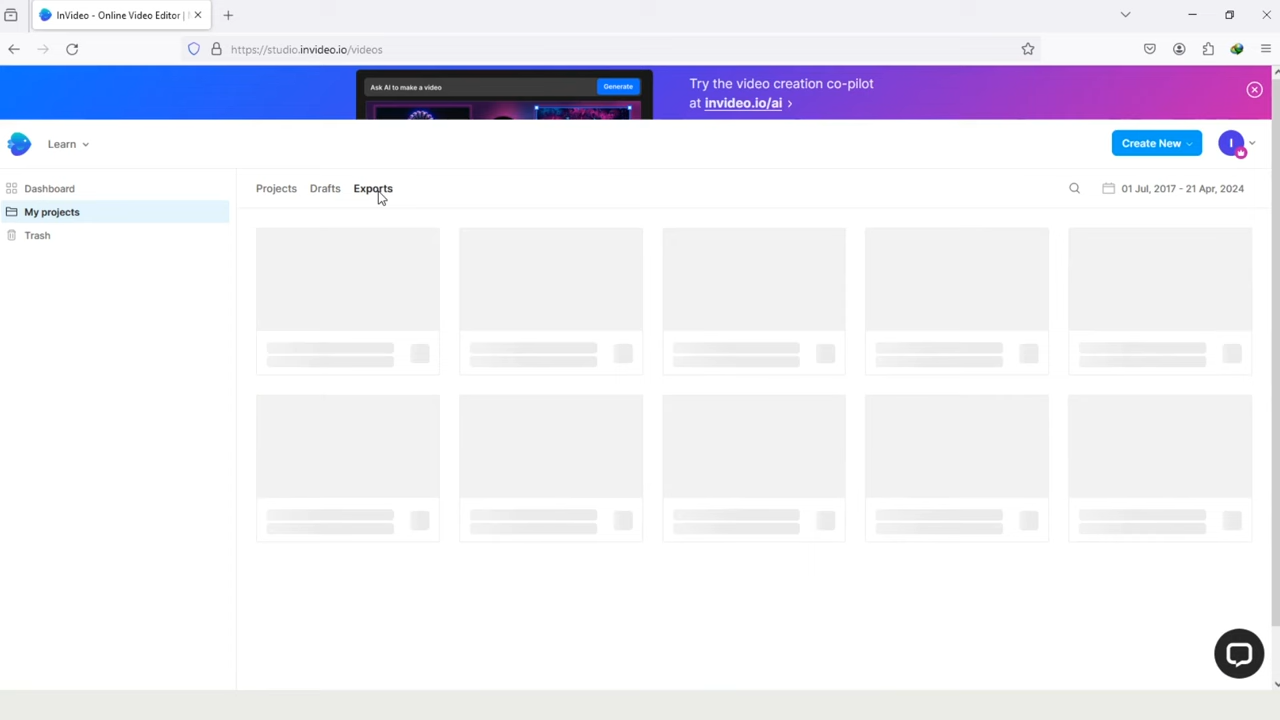 InVideo - Online Video Editor |
https://studio.invideo.io/videos
Ask AI to make a video
Generate
Try the video creation co-pilot
at invideo.io/ai >
Learn
Create New
I
Dashboard
My projects
Trash
Projects
Drafts
Exports
01 Jul, 2017 - 21 Apr, 2024